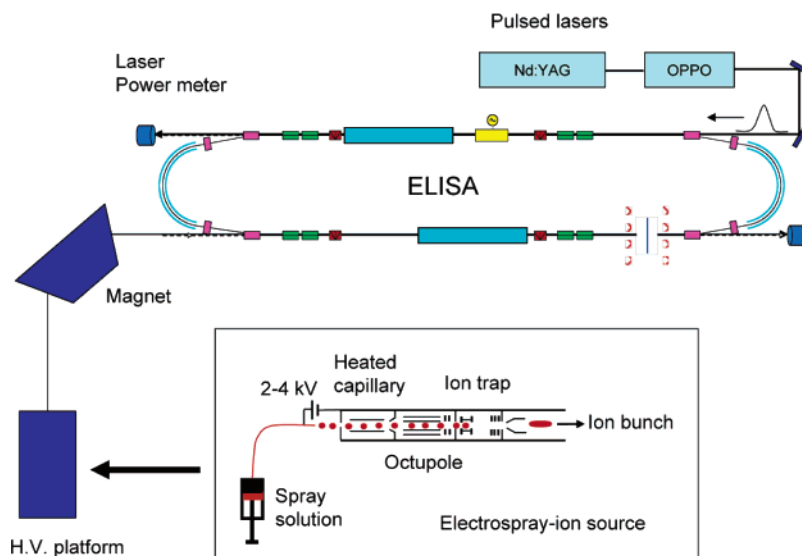 Pulsed lasers
Laser
Power meter
Nd:YAG
OPPO
ELISA
Magnet
Heated
capillary
Ion trap
2-4 kV
Ion bunch
Octupole
Spray
solution
Electrospray-ion source
H.V. platform